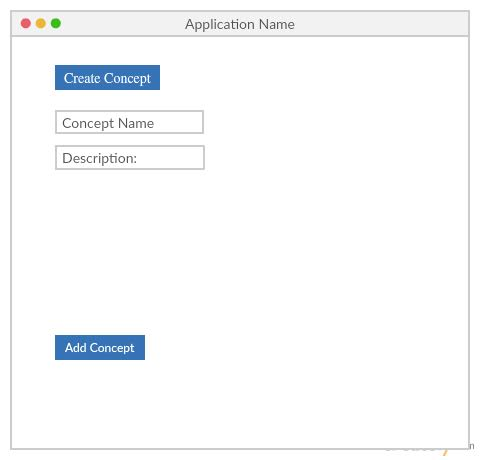 Application Name
Create Concept
Concept Name
Description:
Add Concept